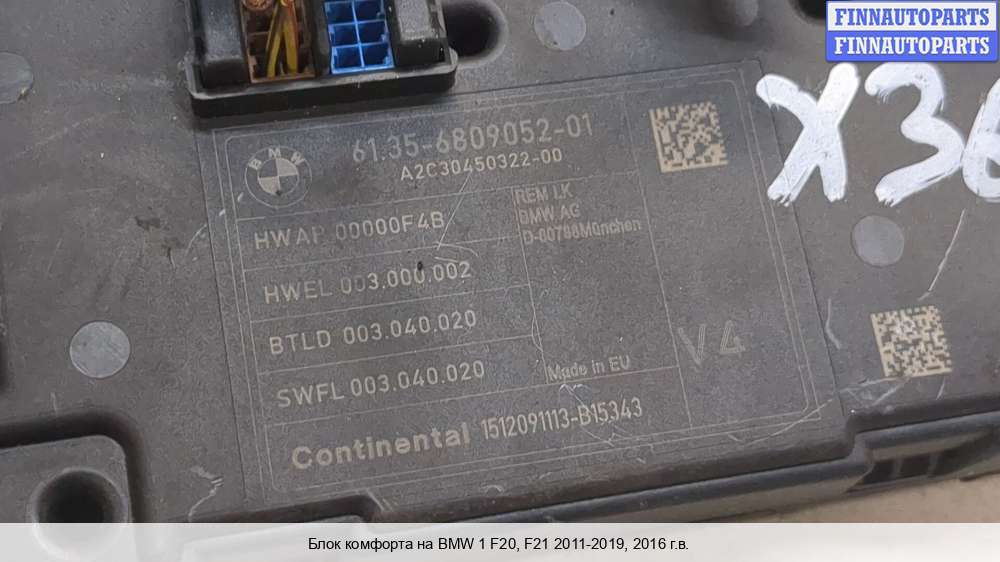 FINNAUTOPARTS
FINNAUTOPARTS
X36
BMW
61.35-6809052-01
A2C30450322-00
HWAP 00000F4B
REM LK
BMW AG
D-00788München
HWEL 003.000.002
BTLD 003.040.020
SWFL 003.040.020
Made in EU
V4
Continental 1512091113-B15343
Блок комфорта на BMW 1 F20, F21 2011-2019, 2016 г.в.